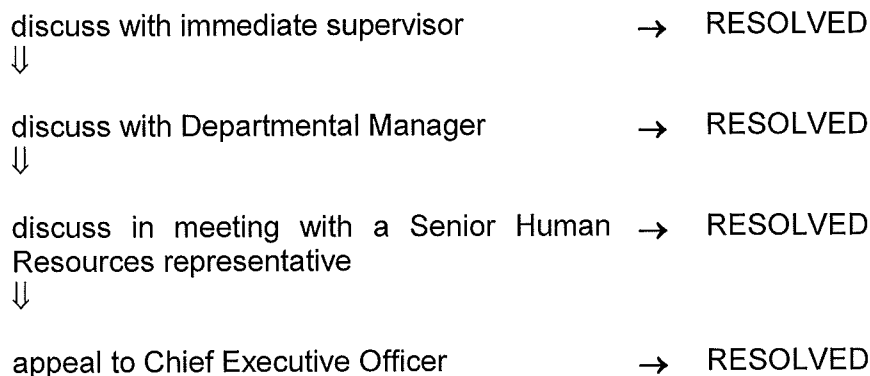 discuss with immediate supervisor → RESOLVED
⇓
discuss with Departmental Manager → RESOLVED
⇓
discuss in meeting with a Senior Human → RESOLVED
Resources representative
⇓
appeal to Chief Executive Officer → RESOLVED